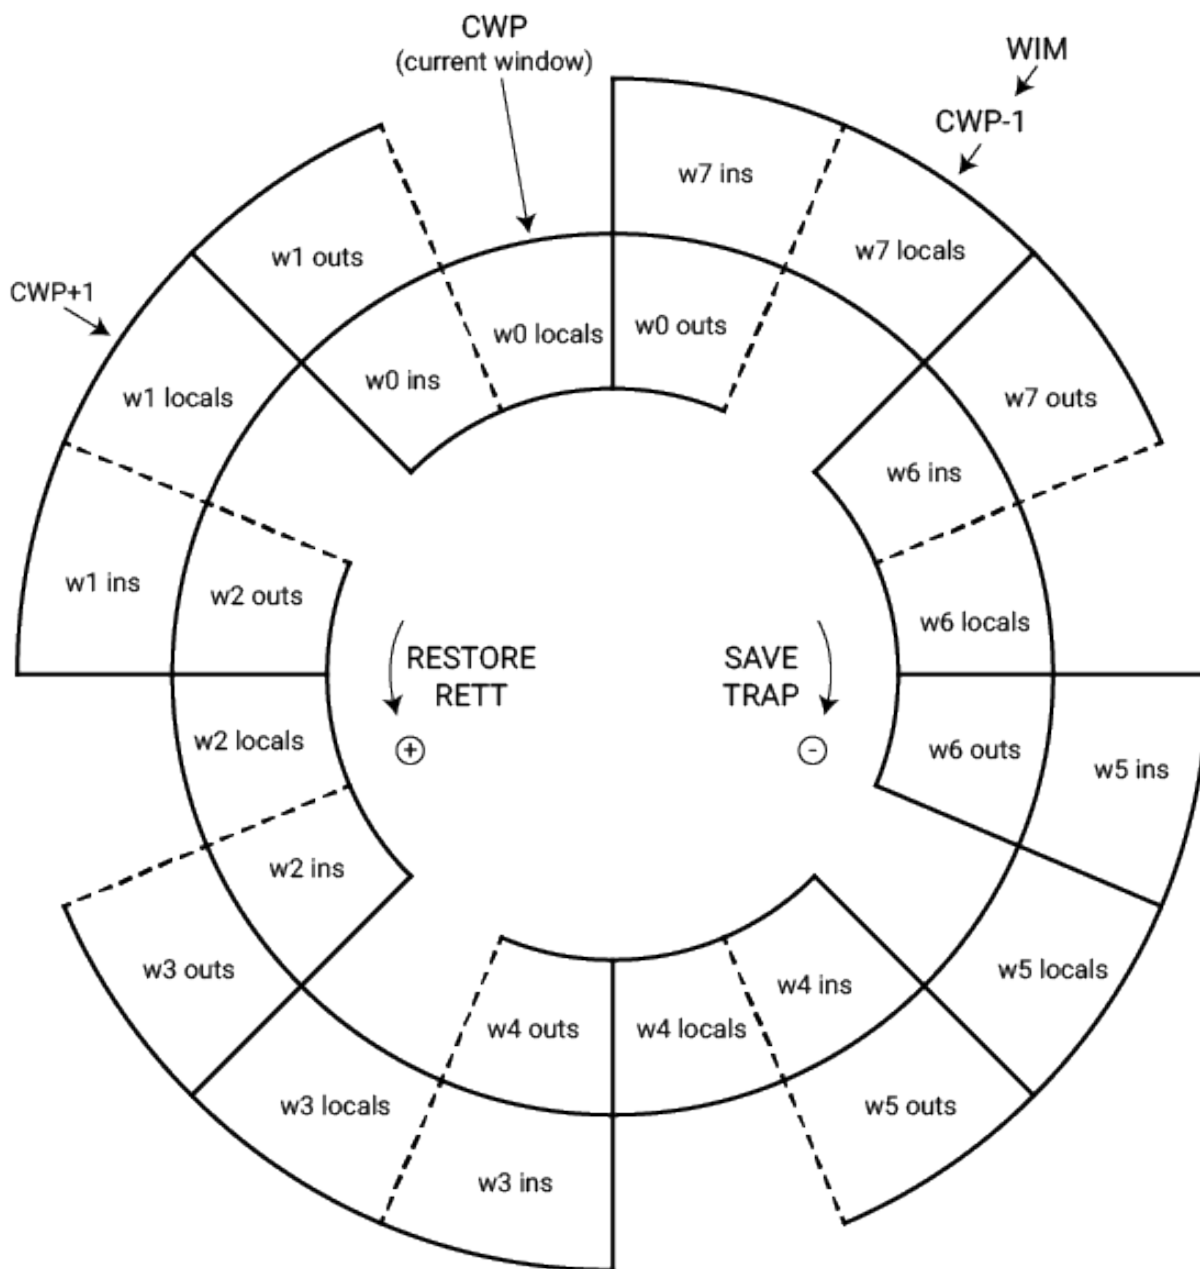 CWP
(current window)
WIM
CWP-1
w7 ins
w1 outs
w7 locals
CWP+1
w0 locals
w0 outs
w0 ins
w1 locals
w7 outs
w6 ins
w1 ins
w2 outs
w6 locals
RESTORE
RETT
SAVE
TRAP
+
-
w2 locals
w6 outs
w5 ins
w2 ins
w3 outs
w5 locals
w4 ins
w4 outs
w4 locals
w3 locals
w5 outs
w3 ins